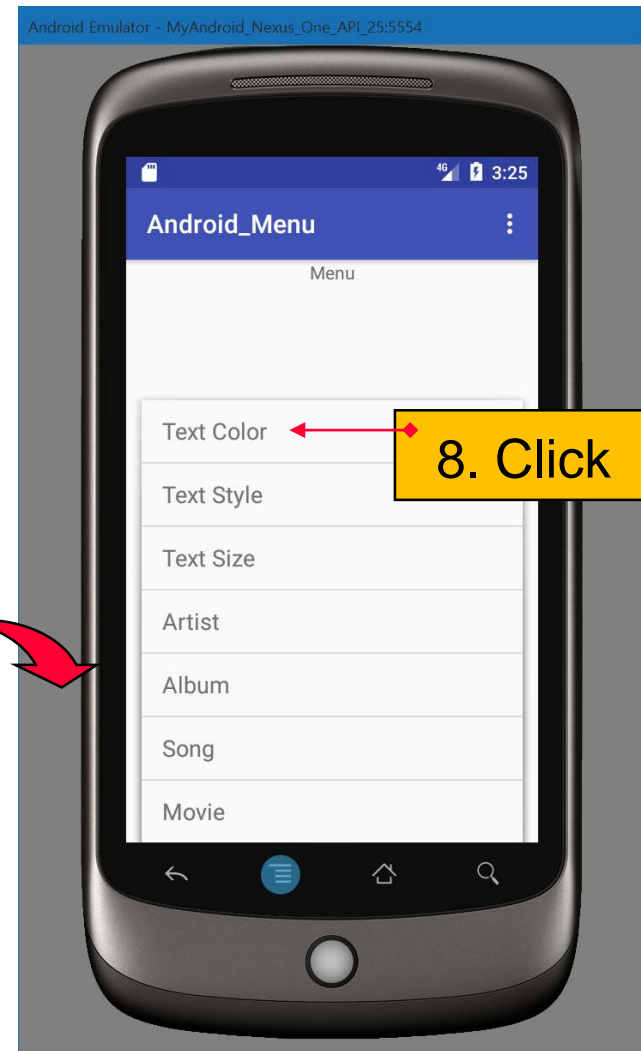 Android Emulator - MyAndroid_Nexus_One_API_25:5554
4G 3:25
Android_Menu
Menu
Text Color
8. Click
Text Style
Text Size
Artist
Album
Song
Movie